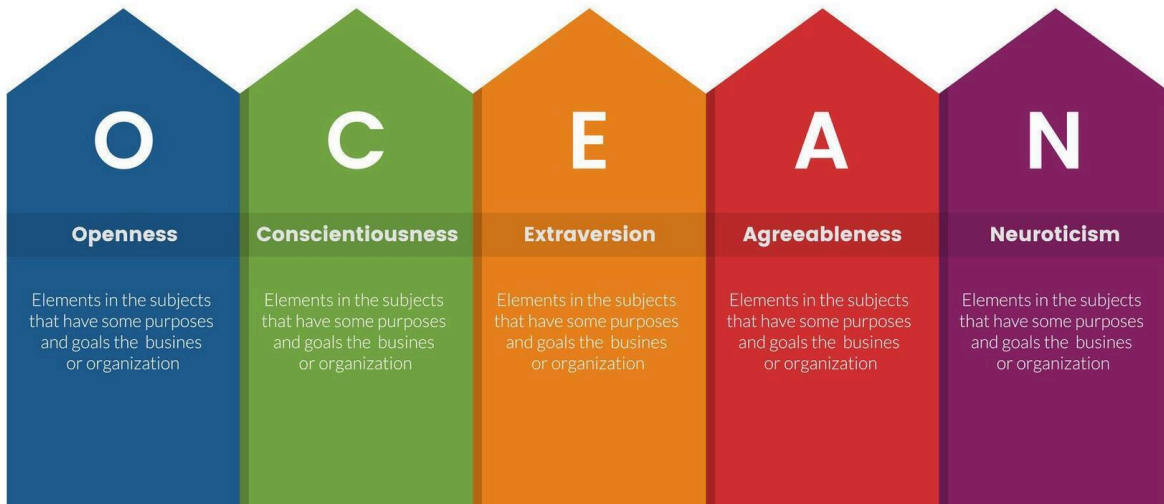 O
Openness
Elements in the subjects
that have some purposes
and goals the busines
or organization
C
Conscientiousness
Elements in the subjects
that have some purposes
and goals the busines
or organization
E
Extraversion
Elements in the subjects
that have some purposes
and goals the busines
or organization
A
Agreeableness
Elements in the subjects
that have some purposes
and goals the busines
or organization
N
Neuroticism
Elements in the subjects
that have some purposes
and goals the busines
or organization